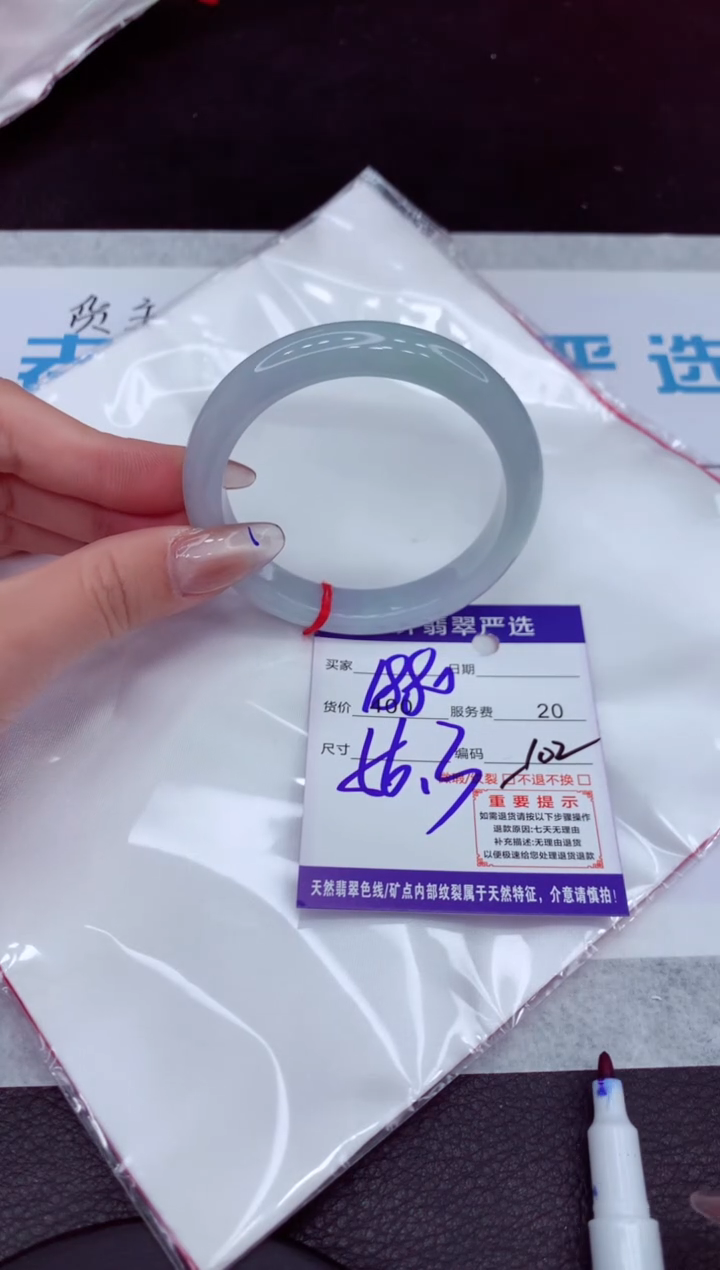 严选
翡翠严选
买家 日期
货价 400 服务费 20
1880
尺寸 编码 102
56.3
不退不换
重要提示
如需退货请按以下步骤操作
退款原因:七天无理由
补充描述:无理由退货
以便极速给您处理退货退款
天然翡翠色线/矿点内部纹裂属于天然特征，介意请慎拍!